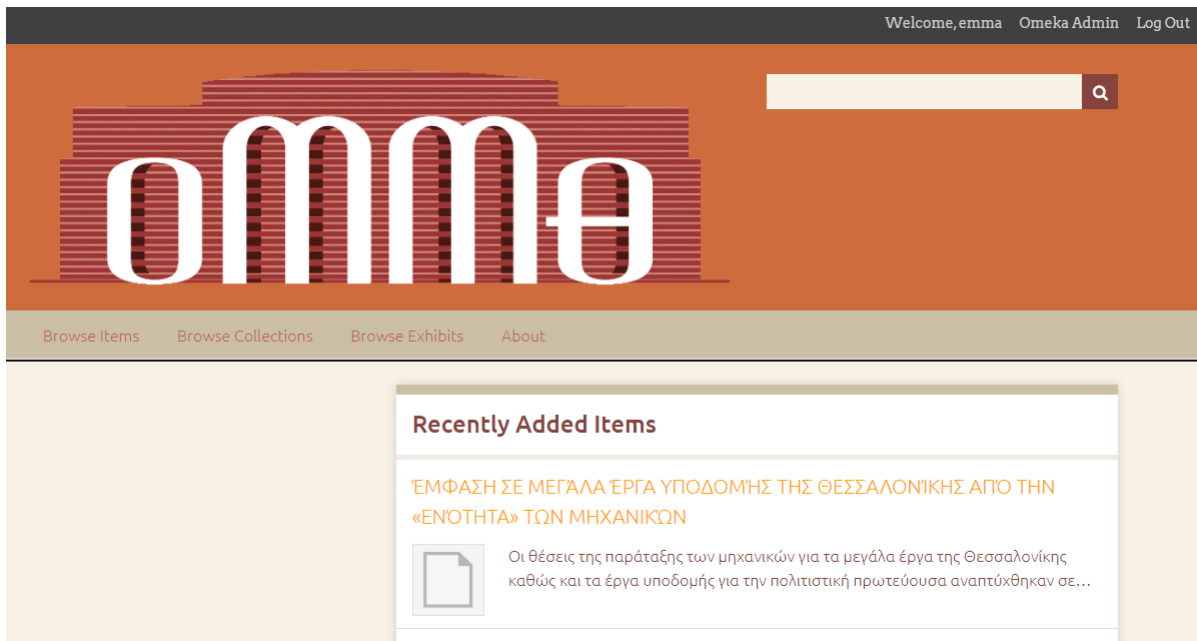 Welcome, emma Omeka Admin Log Out
οΜΜΘ
Browse Items Browse Collections Browse Exhibits About
Recently Added Items
ΈΜΦΑΣΗ ΣΕ ΜΕΓΆΛΑ ΈΡΓΑ ΥΠΟΔΟΜΉΣ ΤΗΣ ΘΕΣΣΑΛΟΝΊΚΗΣ ΑΠΌ ΤΗΝ
«ΕΝΌΤΗΤΑ» ΤΩΝ ΜΗΧΑΝΙΚΏΝ
Οι θέσεις της παράταξης των μηχανικών για τα μεγάλα έργα της Θεσσαλονίκης
καθώς και τα έργα υποδομής για την πολιτιστική πρωτεύουσα αναπτύχθηκαν σε…